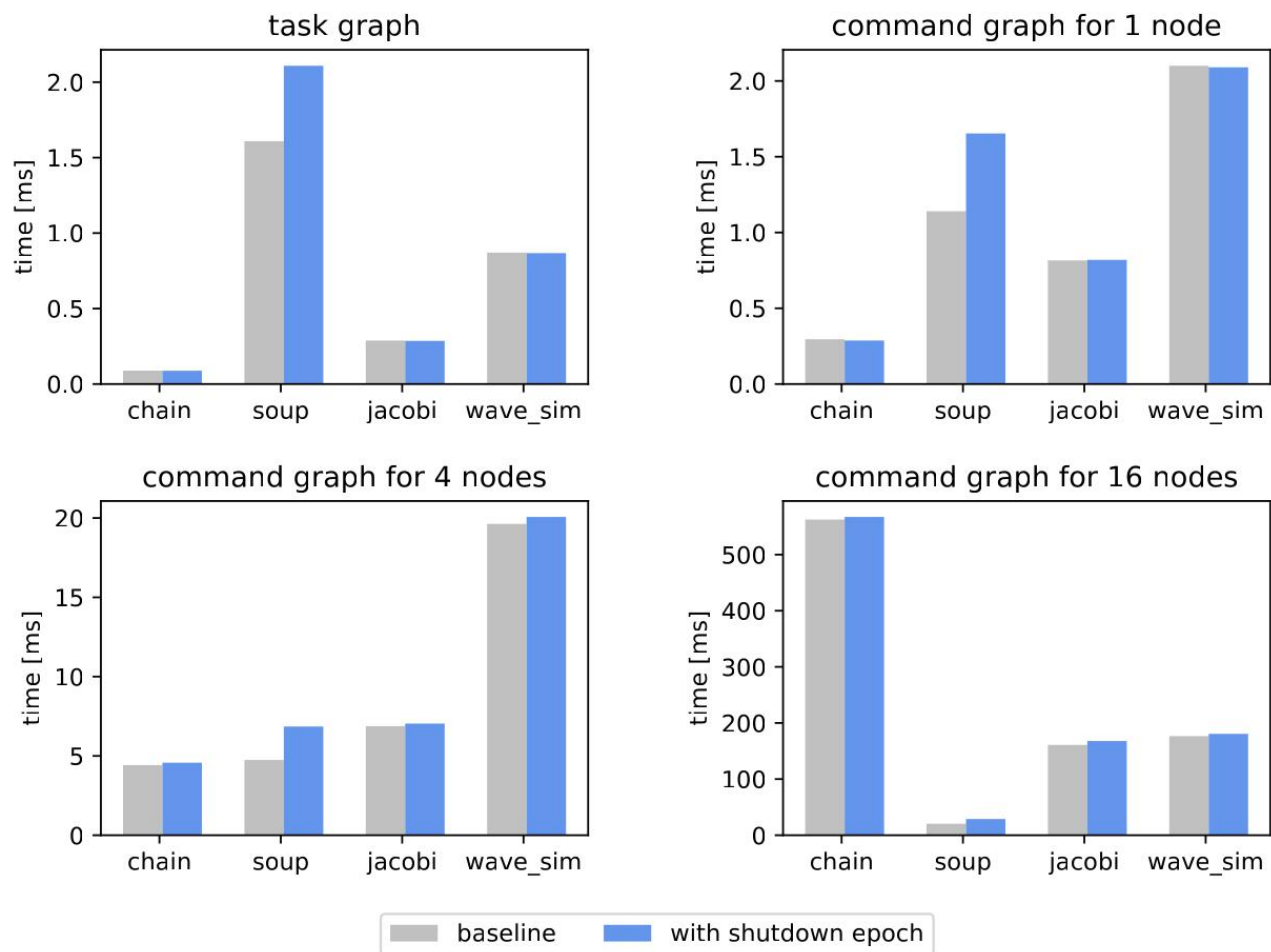 task graph
time [ms]
2.0
1.5
1.0
0.5
0.0
chain soup jacobi wave_sim
command graph for 1 node
time [ms]
2.0
1.5
1.0
0.5
0.0
chain soup jacobi wave_sim
command graph for 4 nodes
time [ms]
20
15
10
5
0
chain soup jacobi wave_sim
command graph for 16 nodes
time [ms]
500
400
300
200
100
0
chain soup jacobi wave_sim
baseline with shutdown epoch